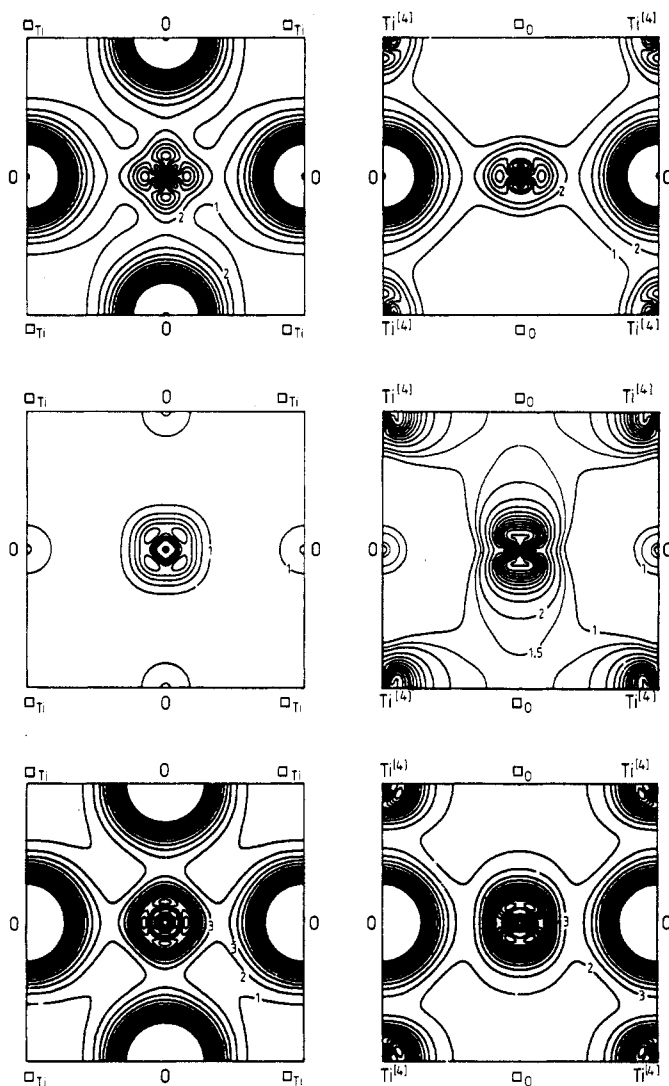 □Ti O □Ti Ti[4] □O Ti[4]
O 2 1 2 O O 2 1 2 O
□Ti O □Ti Ti[4] □O Ti[4]
□Ti O □Ti Ti[4] □O Ti[4]
O 1 1 O O 2 1 1.5 1 O
□Ti O □Ti Ti[4] □O Ti[4]
□Ti O □Ti Ti[4] □O Ti[4]
O 3 3 2 1 O O 3 2 3 O
□Ti O □Ti Ti[4] □O Ti[4]